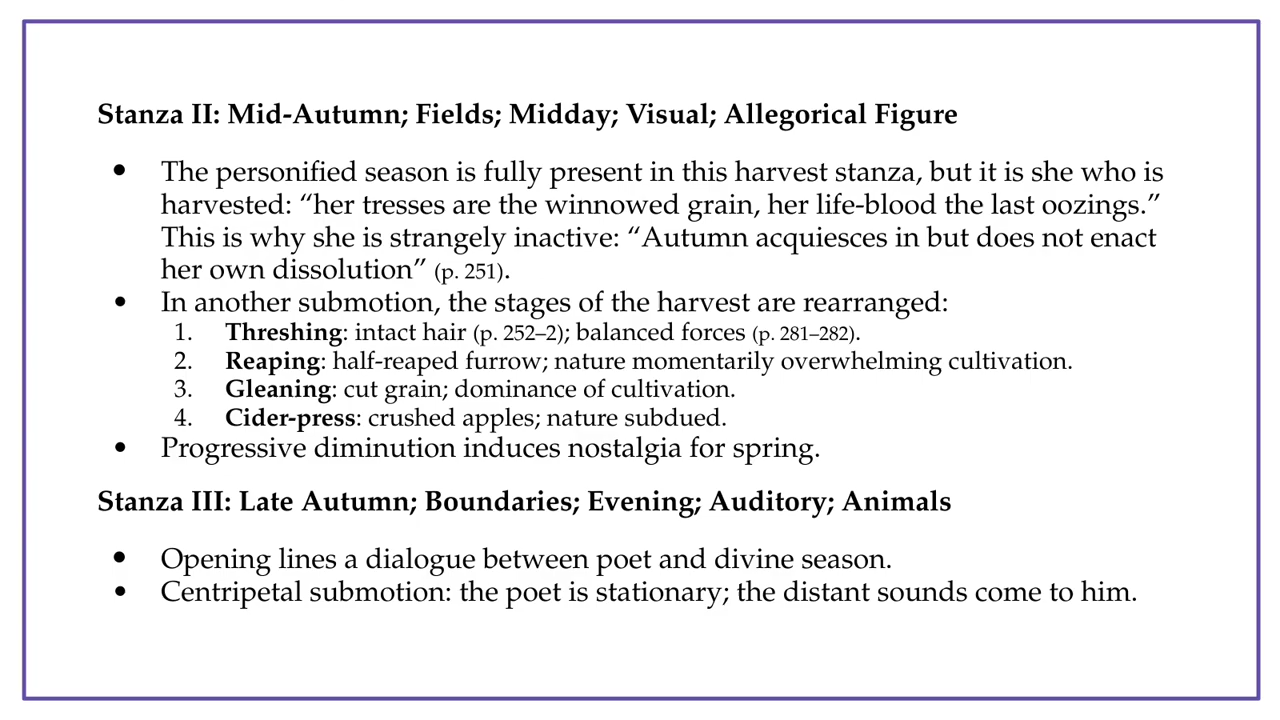 Stanza II: Mid-Autumn; Fields; Midday; Visual; Allegorical Figure
• The personified season is fully present in this harvest stanza, but it is she who is
harvested: “her tresses are the winnowed grain, her life-blood the last oozings.”
This is why she is strangely inactive: “Autumn acquiesces in but does not enact
her own dissolution” (p. 251).
• In another submotion, the stages of the harvest are rearranged:
1. Threshing: intact hair (p. 252–2); balanced forces (p. 281–282).
2. Reaping: half-reaped furrow; nature momentarily overwhelming cultivation.
3. Gleaning: cut grain; dominance of cultivation.
4. Cider-press: crushed apples; nature subdued.
• Progressive diminution induces nostalgia for spring.
Stanza III: Late Autumn; Boundaries; Evening; Auditory; Animals
• Opening lines a dialogue between poet and divine season.
• Centripetal submotion: the poet is stationary; the distant sounds come to him.